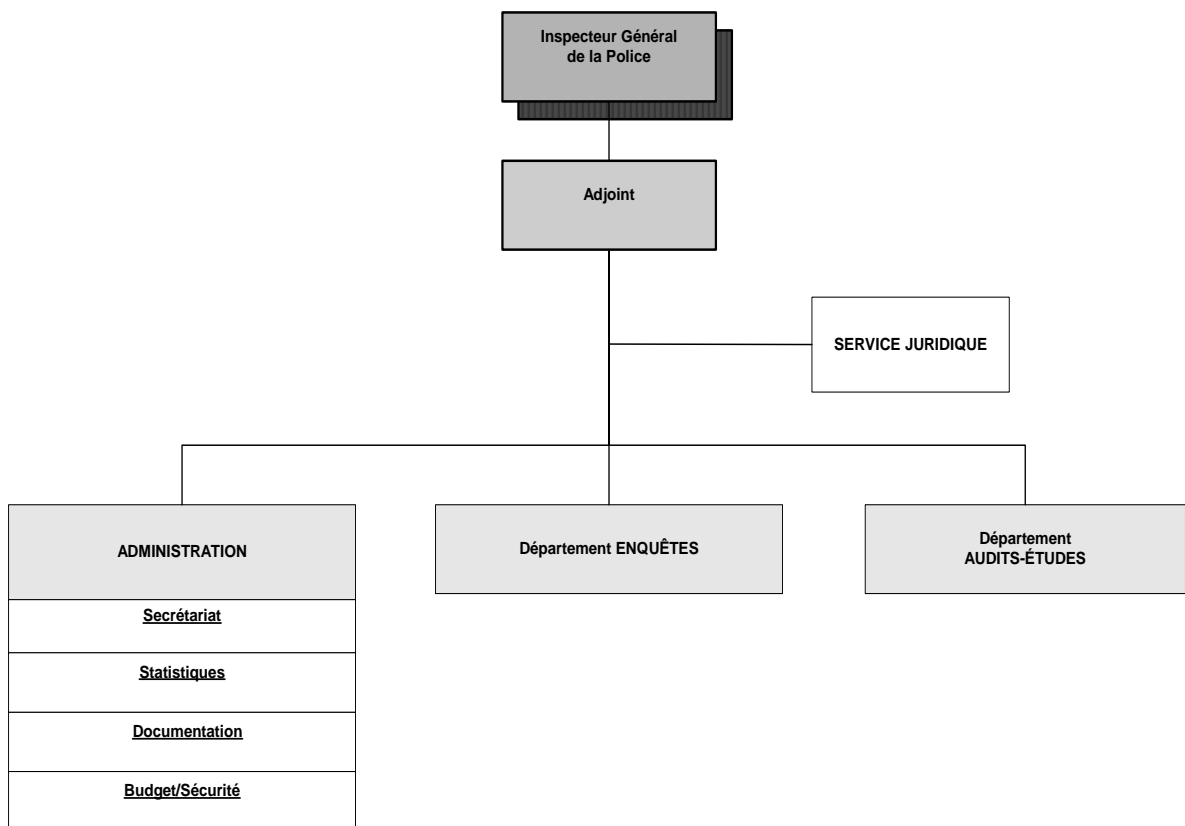 Inspecteur Général
de la Police
Adjoint
SERVICE JURIDIQUE
ADMINISTRATION
Département ENQUÊTES
Département
AUDITS-ÉTUDES
Secrétariat
Statistiques
Documentation
Budget/Sécurité